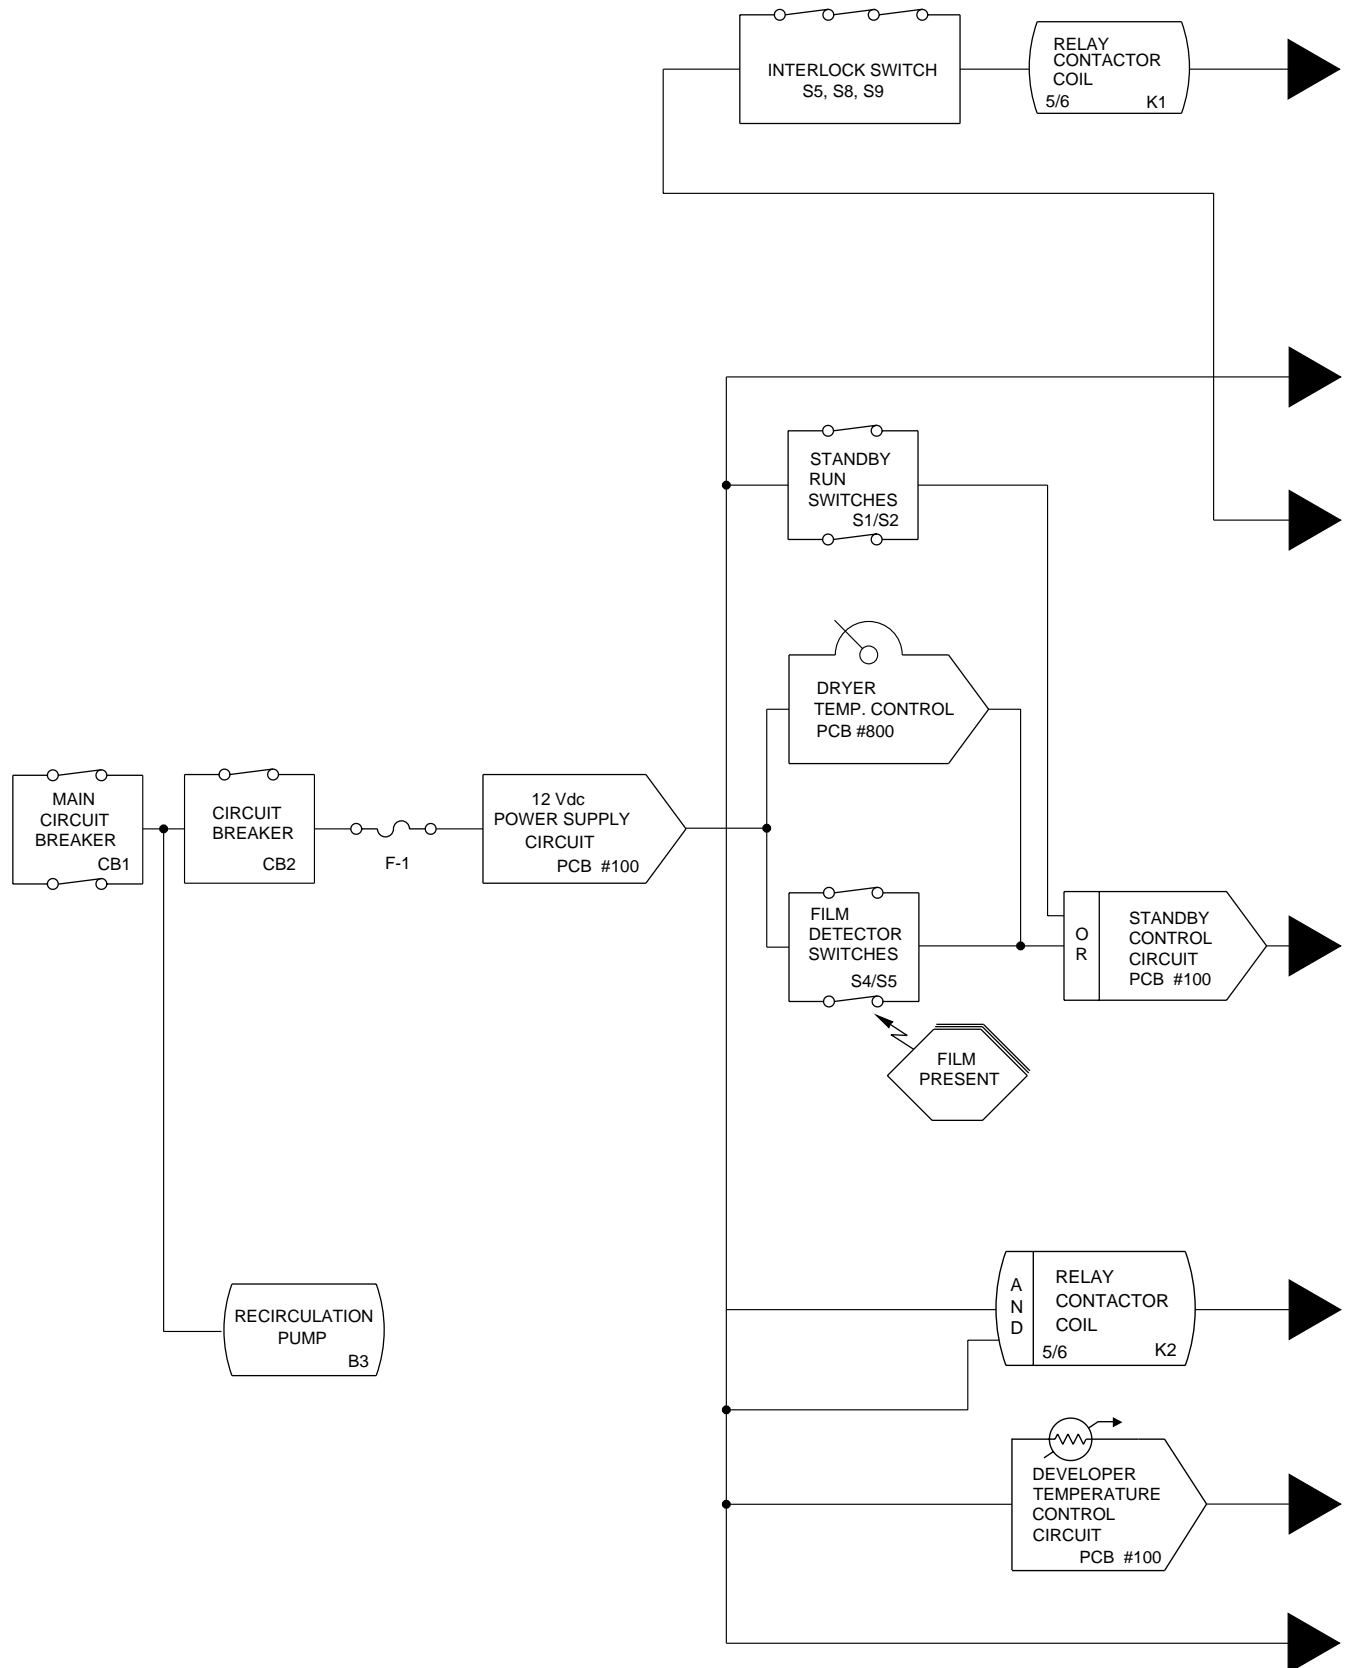 INTERLOCK SWITCH
S5, S8, S9
RELAY
CONTACTOR
COIL
5/6 K1
STANDBY
RUN
SWITCHES
S1/S2
DRYER
TEMP. CONTROL
PCB #800
MAIN
CIRCUIT
BREAKER
CB1
CIRCUIT
BREAKER
CB2
F-1
12 Vdc
POWER SUPPLY
CIRCUIT
PCB #100
FILM
DETECTOR
SWITCHES
S4/S5
O
R
STANDBY
CONTROL
CIRCUIT
PCB #100
FILM
PRESENT
RECIRCULATION
PUMP
B3
A
N
D
RELAY
CONTACTOR
COIL
5/6 K2
DEVELOPER
TEMPERATURE
CONTROL
CIRCUIT
PCB #100